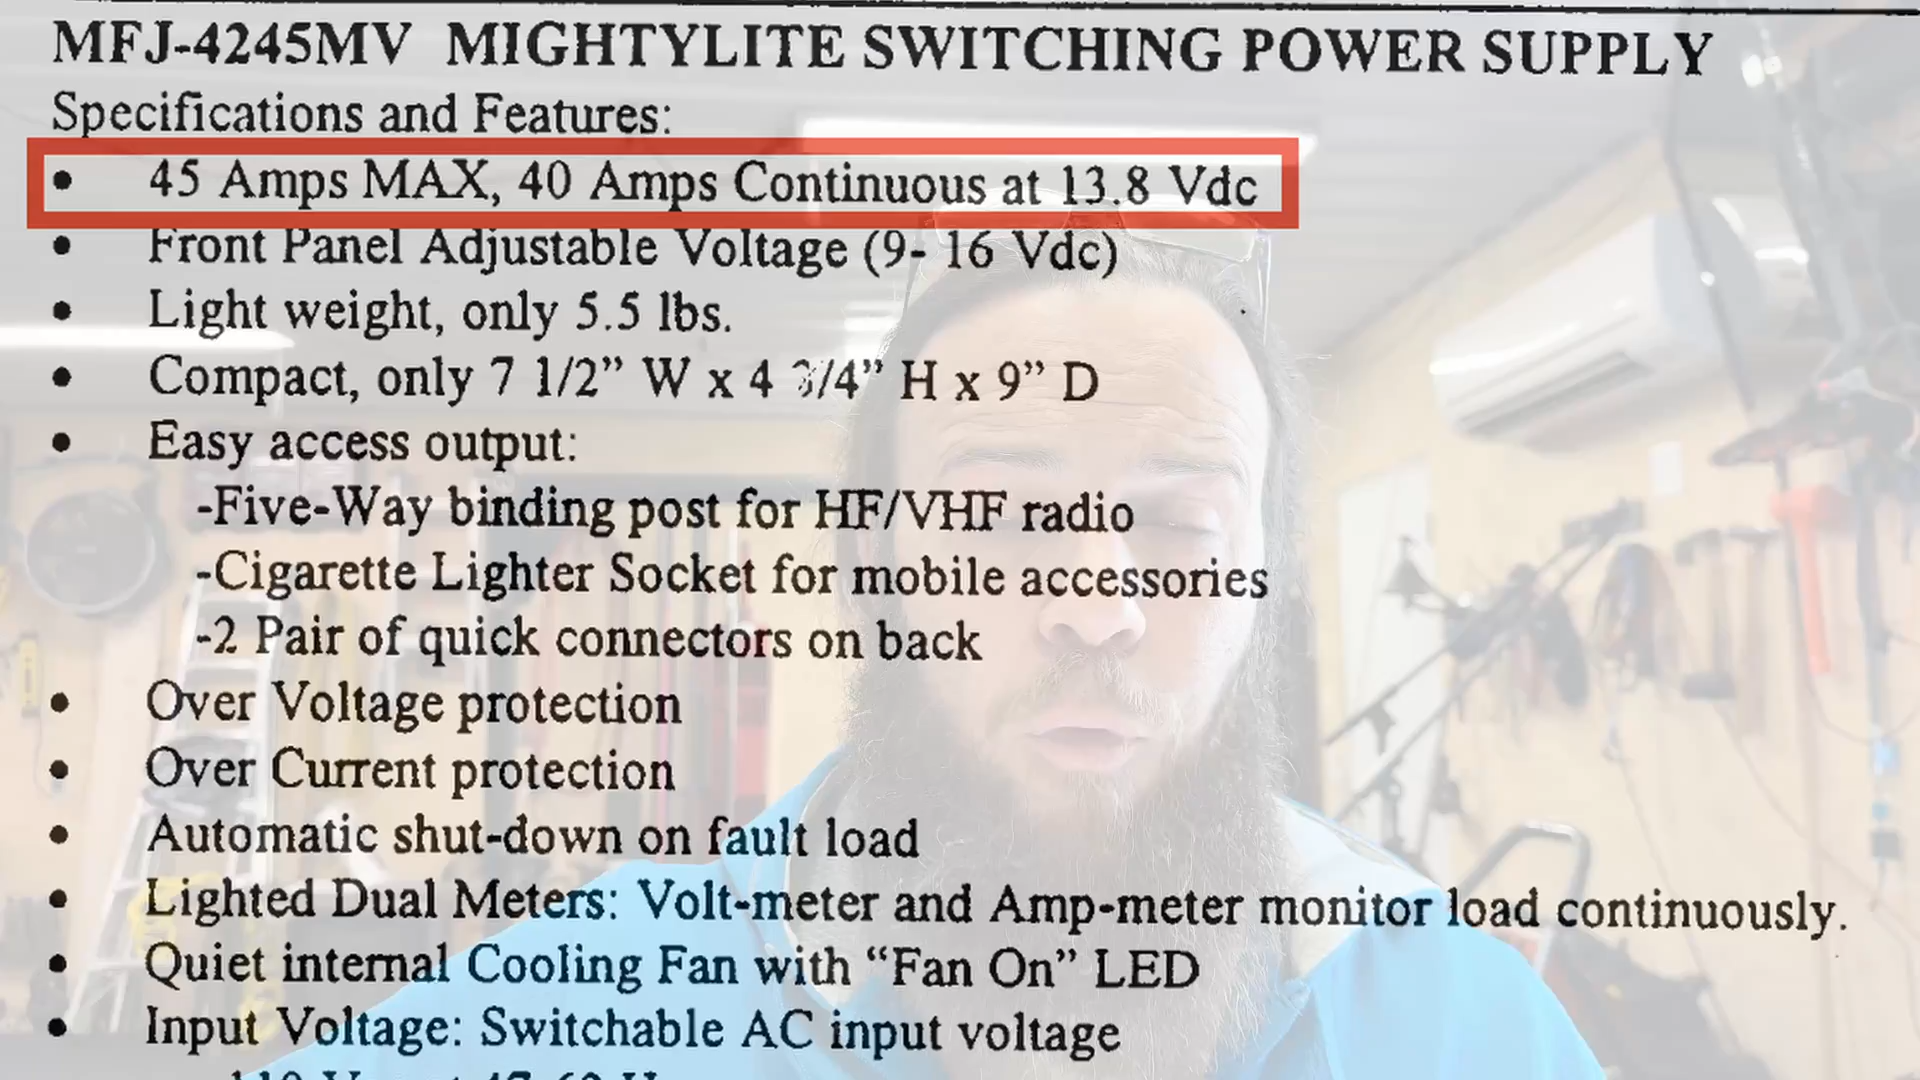 MFJ-4245MV MIGHTYLITE SWITCHING POWER SUPPLY
Specifications and Features:
• 45 Amps MAX, 40 Amps Continuous at 13.8 Vdc
• Front Panel Adjustable Voltage (9- 16 Vdc)
• Light weight, only 5.5 lbs.
• Compact, only 7 1/2” W x 4 3/4” H x 9” D
• Easy access output:
-Five-Way binding post for HF/VHF radio
-Cigarette Lighter Socket for mobile accessories
-2 Pair of quick connectors on back
• Over Voltage protection
• Over Current protection
• Automatic shut-down on fault load
• Lighted Dual Meters: Volt-meter and Amp-meter monitor load continuously.
• Quiet internal Cooling Fan with “Fan On” LED
• Input Voltage: Switchable AC input voltage